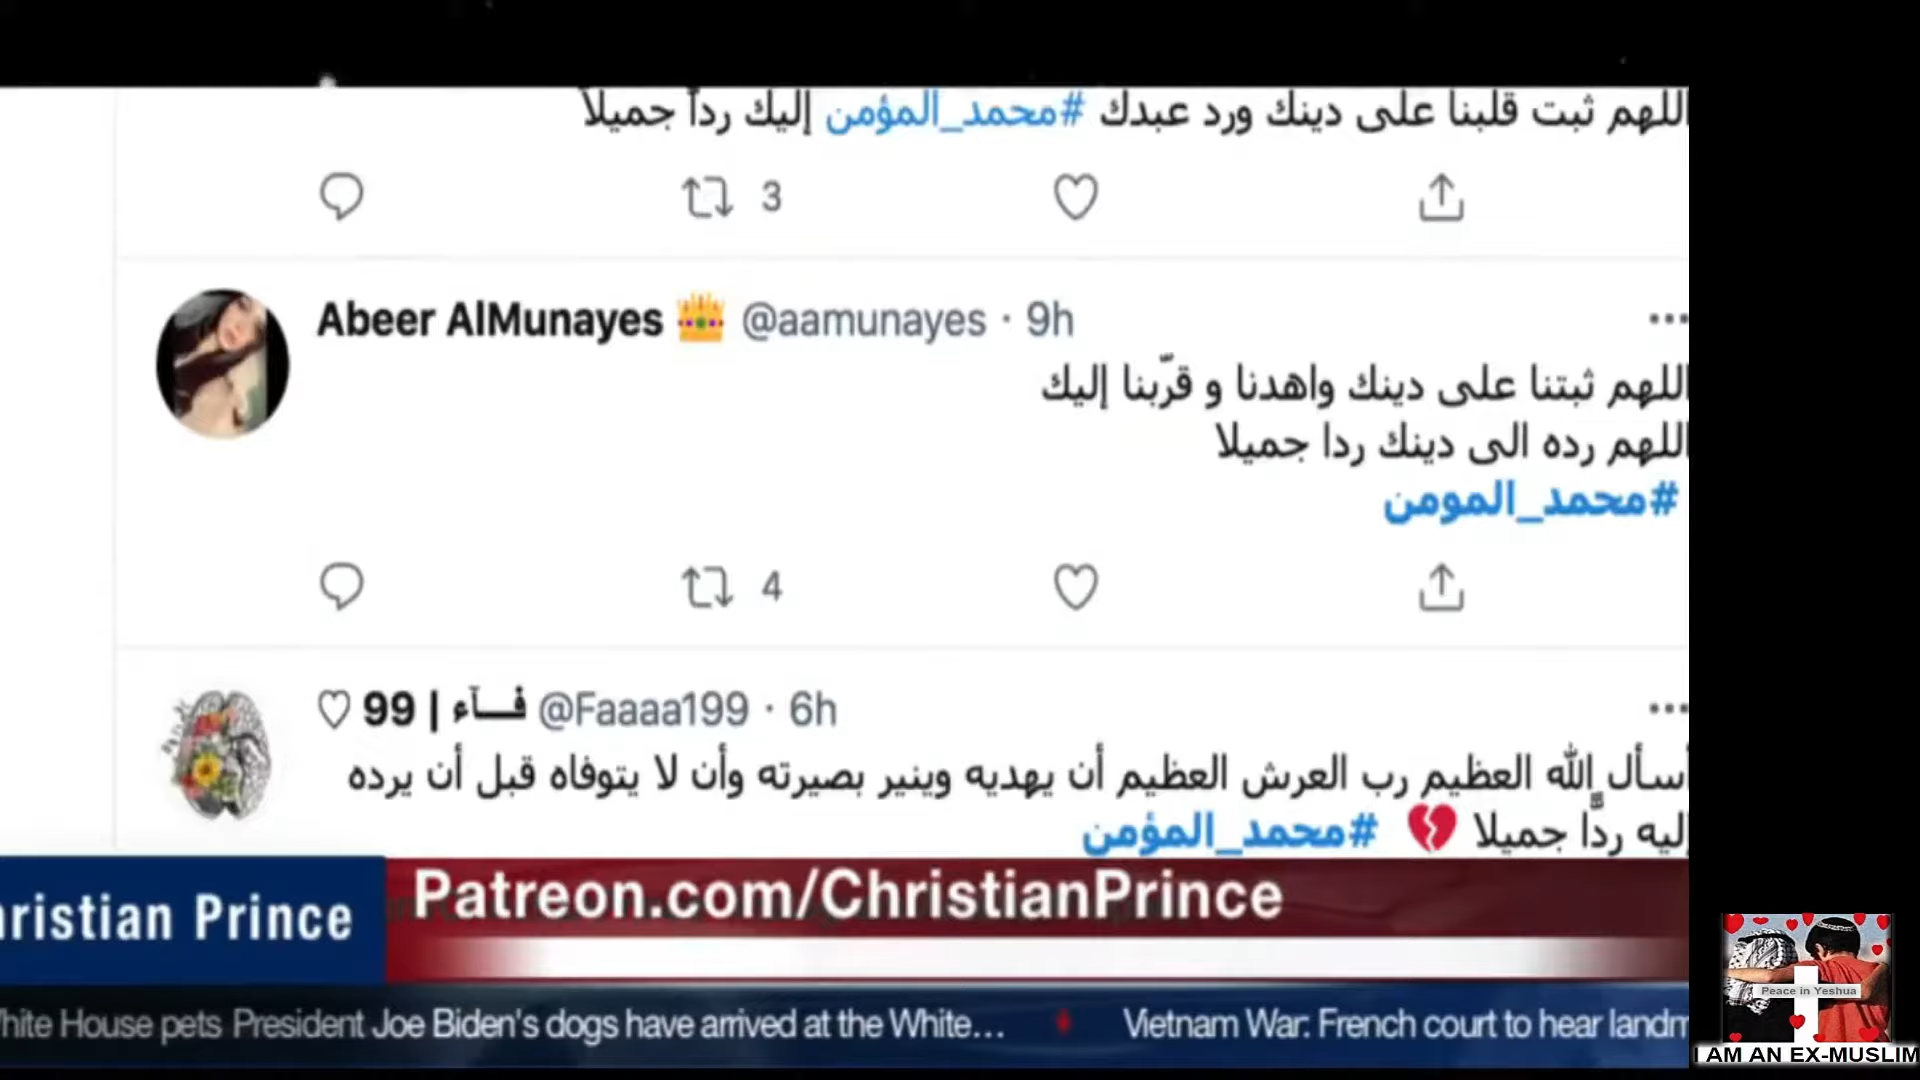 اللهم ثبت قلبنا على دينك ورد عبدك #محمد_المؤمن إليك رداً جميلاً
3
Abeer AlMunayes 👑 @aamunayes · 9h
اللهم ثبتنا على دينك واهدنا و قرّبنا إليك
اللهم رده الى دينك ردا جميلا
#محمد_المومن
4
♡ 99 | فــآء @Faaaa199 · 6h
أسأل الله العظيم رب العرش العظيم أن يهديه وينير بصيرته وأن لا يتوفاه قبل أن يرده
إليه ردًّا جميلا 💔 #محمد_المؤمن
hristian Prince
Patreon.com/ChristianPrince
hite House pets President Joe Biden's dogs have arrived at the White... ♦ Vietnam War: French court to hear landm
Peace in Yeshua
I AM AN EX-MUSLIM